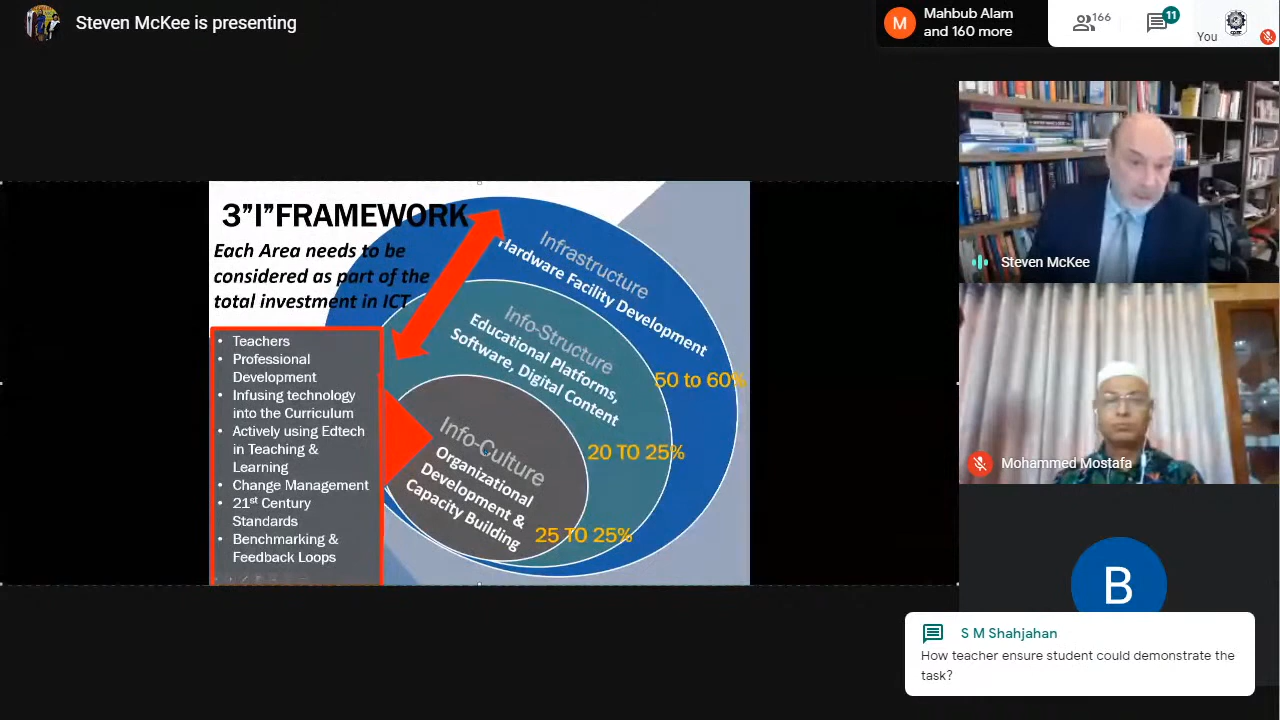 Steven McKee is presenting
M
Mahbub Alam
and 160 more
166
11
You
3"I"FRAMEWORK
Each Area needs to be
considered as part of the
total investment in ICT
• Teachers
• Professional
Development
• Infusing technology
into the Curriculum
• Actively using Edtech
in Teaching &
Learning
• Change Management
• 21st Century
Standards
• Benchmarking &
Feedback Loops
Infrastructure
Hardware Facility Development
50 to 60%
Info-Structure
Educational Platforms,
Software, Digital Content
20 TO 25%
Info-Culture
Organizational
Development &
Capacity Building
25 TO 25%
Steven McKee
Mohammed Mostafa
B
S M Shahjahan
How teacher ensure student could demonstrate the
task?